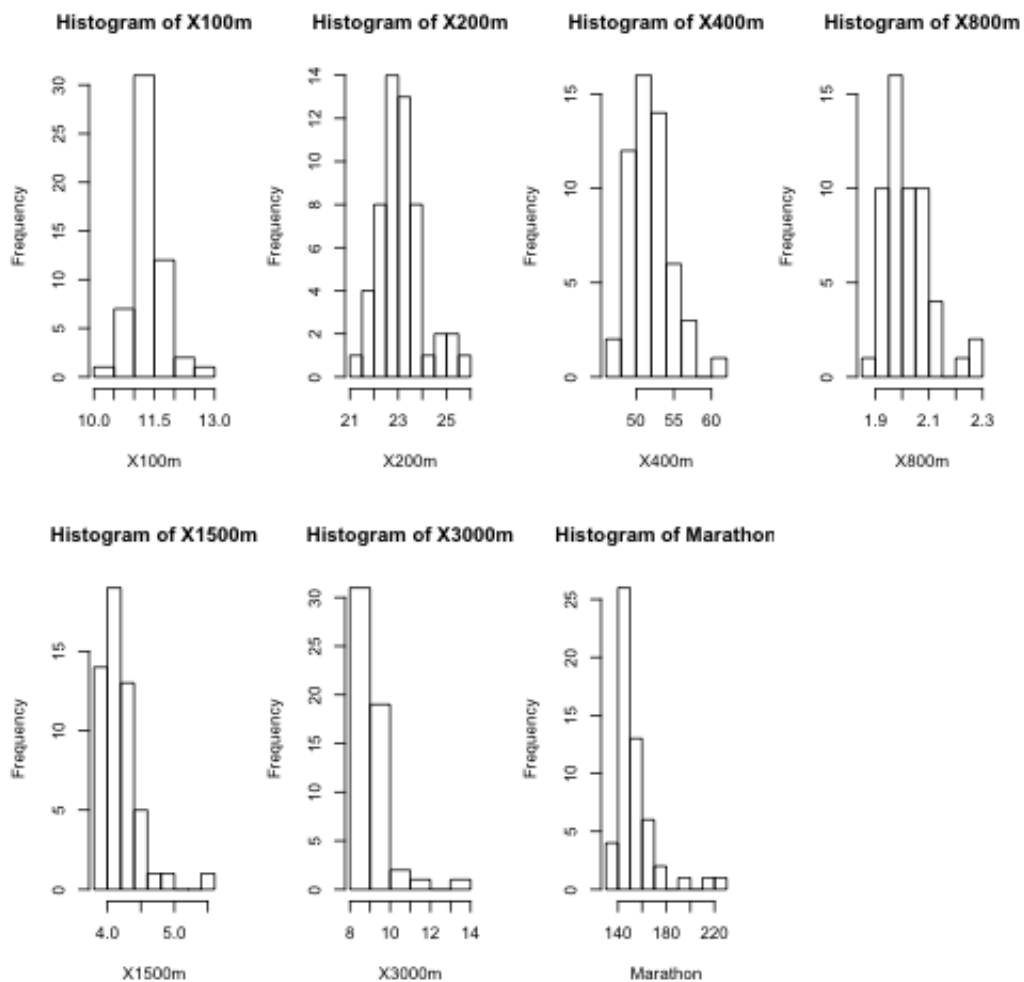 Histogram of X100m
Frequency
0 5 10 15 20 25 30
10.0 11.5 13.0
X100m
Histogram of X200m
Frequency
0 2 4 6 8 10 12 14
21 23 25
X200m
Histogram of X400m
Frequency
0 5 10 15
50 55 60
X400m
Histogram of X800m
Frequency
0 5 10 15
1.9 2.1 2.3
X800m
Histogram of X1500m
Frequency
0 5 10 15
4.0 5.0
X1500m
Histogram of X3000m
Frequency
0 5 10 15 20 25 30
8 10 12 14
X3000m
Histogram of Marathon
Frequency
0 5 10 15 20 25
140 180 220
Marathon